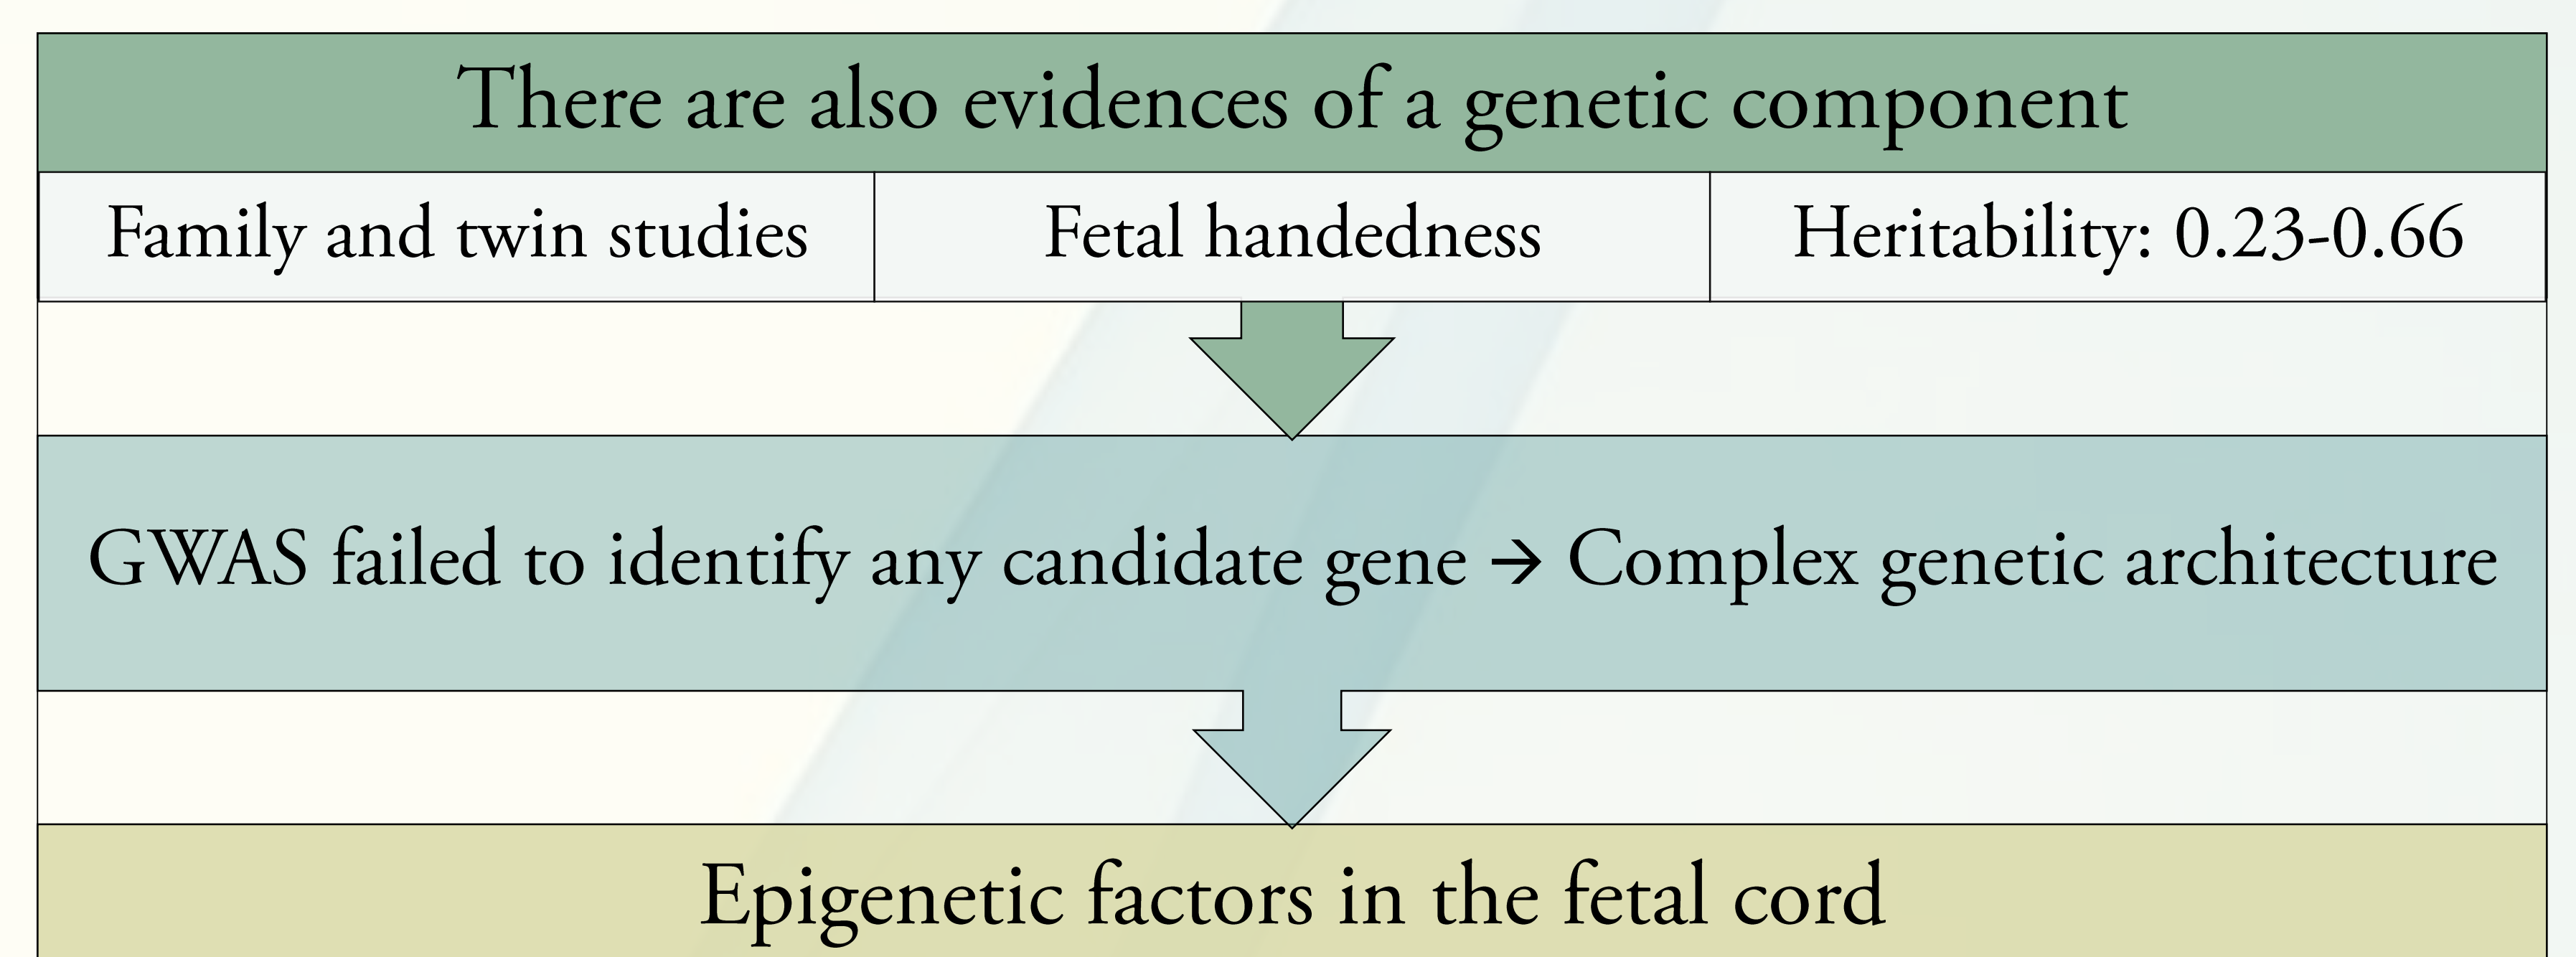 There are also evidences of a genetic component
Family and twin studies
Fetal handedness
Heritability: 0.23-0.66
GWAS failed to identify any candidate gene → Complex genetic architecture
Epigenetic factors in the fetal cord